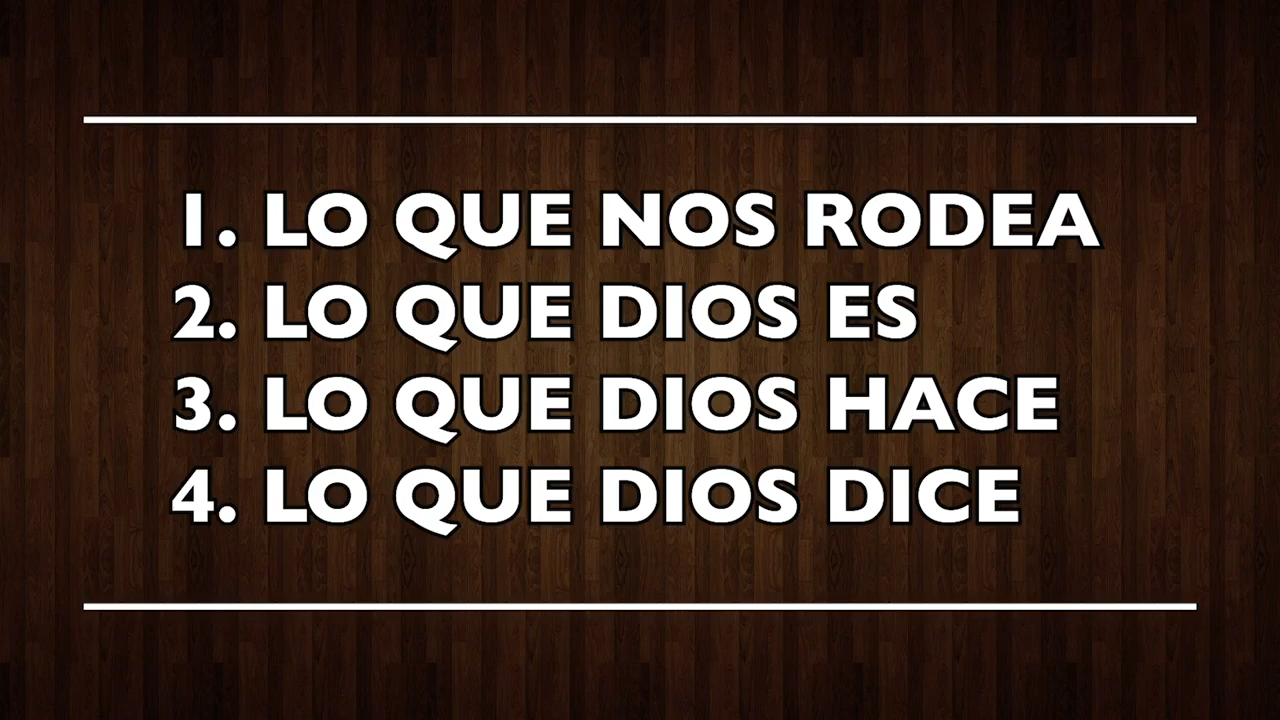 1. LO QUE NOS RODEA
2. LO QUE DIOS ES
3. LO QUE DIOS HACE
4. LO QUE DIOS DICE